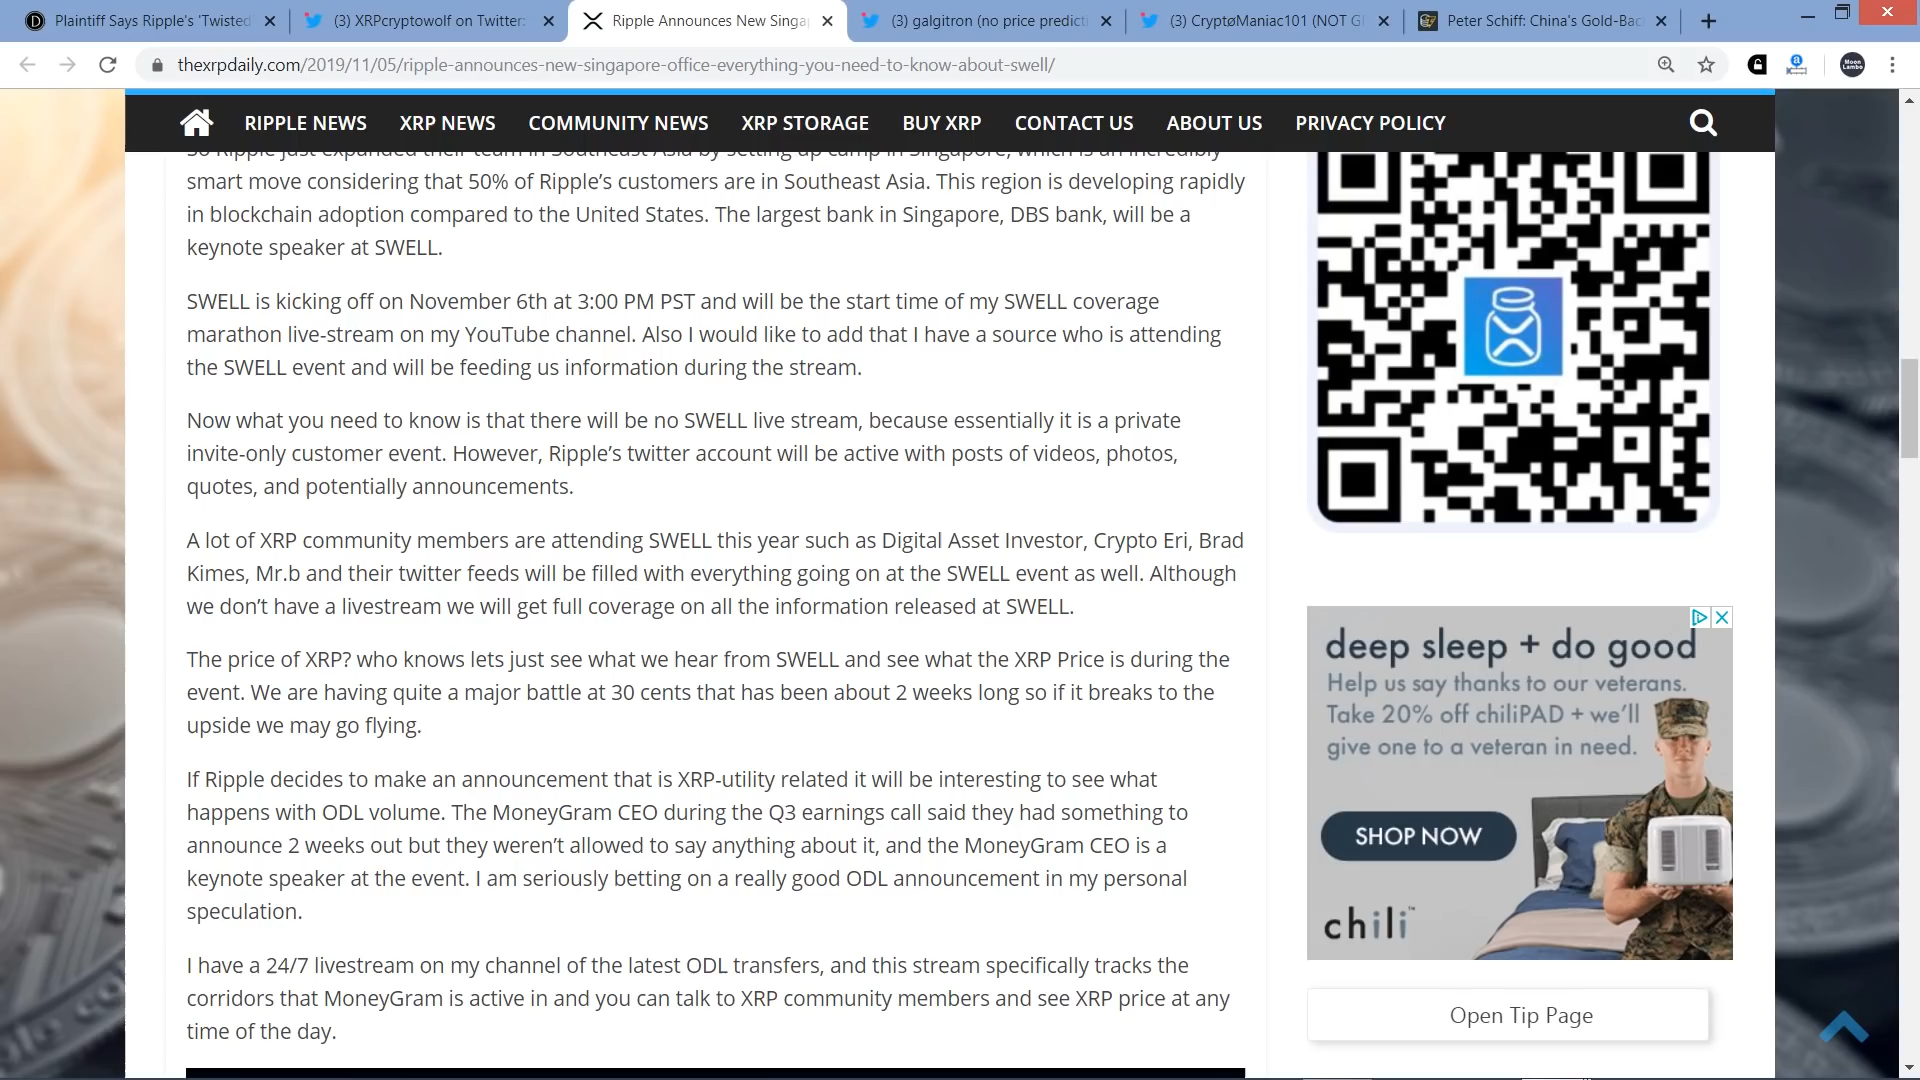 Plaintiff Says Ripple's 'Twisted
(3) XRPcryptowolf on Twitter:
Ripple Announces New Singa
(3) galgitron (no price predicti
(3) CryptøManiac101 (NOT GI
Peter Schiff: China's Gold-Bac
thexrpdaily.com/2019/11/05/ripple-announces-new-singapore-office-everything-you-need-to-know-about-swell/
Moon Lambo
RIPPLE NEWS XRP NEWS COMMUNITY NEWS XRP STORAGE BUY XRP CONTACT US ABOUT US PRIVACY POLICY
So Ripple just expanded their team in Southeast Asia by setting up camp in Singapore, which is an incredibly
smart move considering that 50% of Ripple's customers are in Southeast Asia. This region is developing rapidly
in blockchain adoption compared to the United States. The largest bank in Singapore, DBS bank, will be a
keynote speaker at SWELL.
SWELL is kicking off on November 6th at 3:00 PM PST and will be the start time of my SWELL coverage
marathon live-stream on my YouTube channel. Also I would like to add that I have a source who is attending
the SWELL event and will be feeding us information during the stream.
Now what you need to know is that there will be no SWELL live stream, because essentially it is a private
invite-only customer event. However, Ripple's twitter account will be active with posts of videos, photos,
quotes, and potentially announcements.
A lot of XRP community members are attending SWELL this year such as Digital Asset Investor, Crypto Eri, Brad
Kimes, Mr.b and their twitter feeds will be filled with everything going on at the SWELL event as well. Although
we don't have a livestream we will get full coverage on all the information released at SWELL.
The price of XRP? who knows lets just see what we hear from SWELL and see what the XRP Price is during the
event. We are having quite a major battle at 30 cents that has been about 2 weeks long so if it breaks to the
upside we may go flying.
If Ripple decides to make an announcement that is XRP-utility related it will be interesting to see what
happens with ODL volume. The MoneyGram CEO during the Q3 earnings call said they had something to
announce 2 weeks out but they weren't allowed to say anything about it, and the MoneyGram CEO is a
keynote speaker at the event. I am seriously betting on a really good ODL announcement in my personal
speculation.
I have a 24/7 livestream on my channel of the latest ODL transfers, and this stream specifically tracks the
corridors that MoneyGram is active in and you can talk to XRP community members and see XRP price at any
time of the day.
deep sleep + do good
Help us say thanks to our veterans.
Take 20% off chiliPAD + we'll
give one to a veteran in need.
SHOP NOW
chili™
Open Tip Page